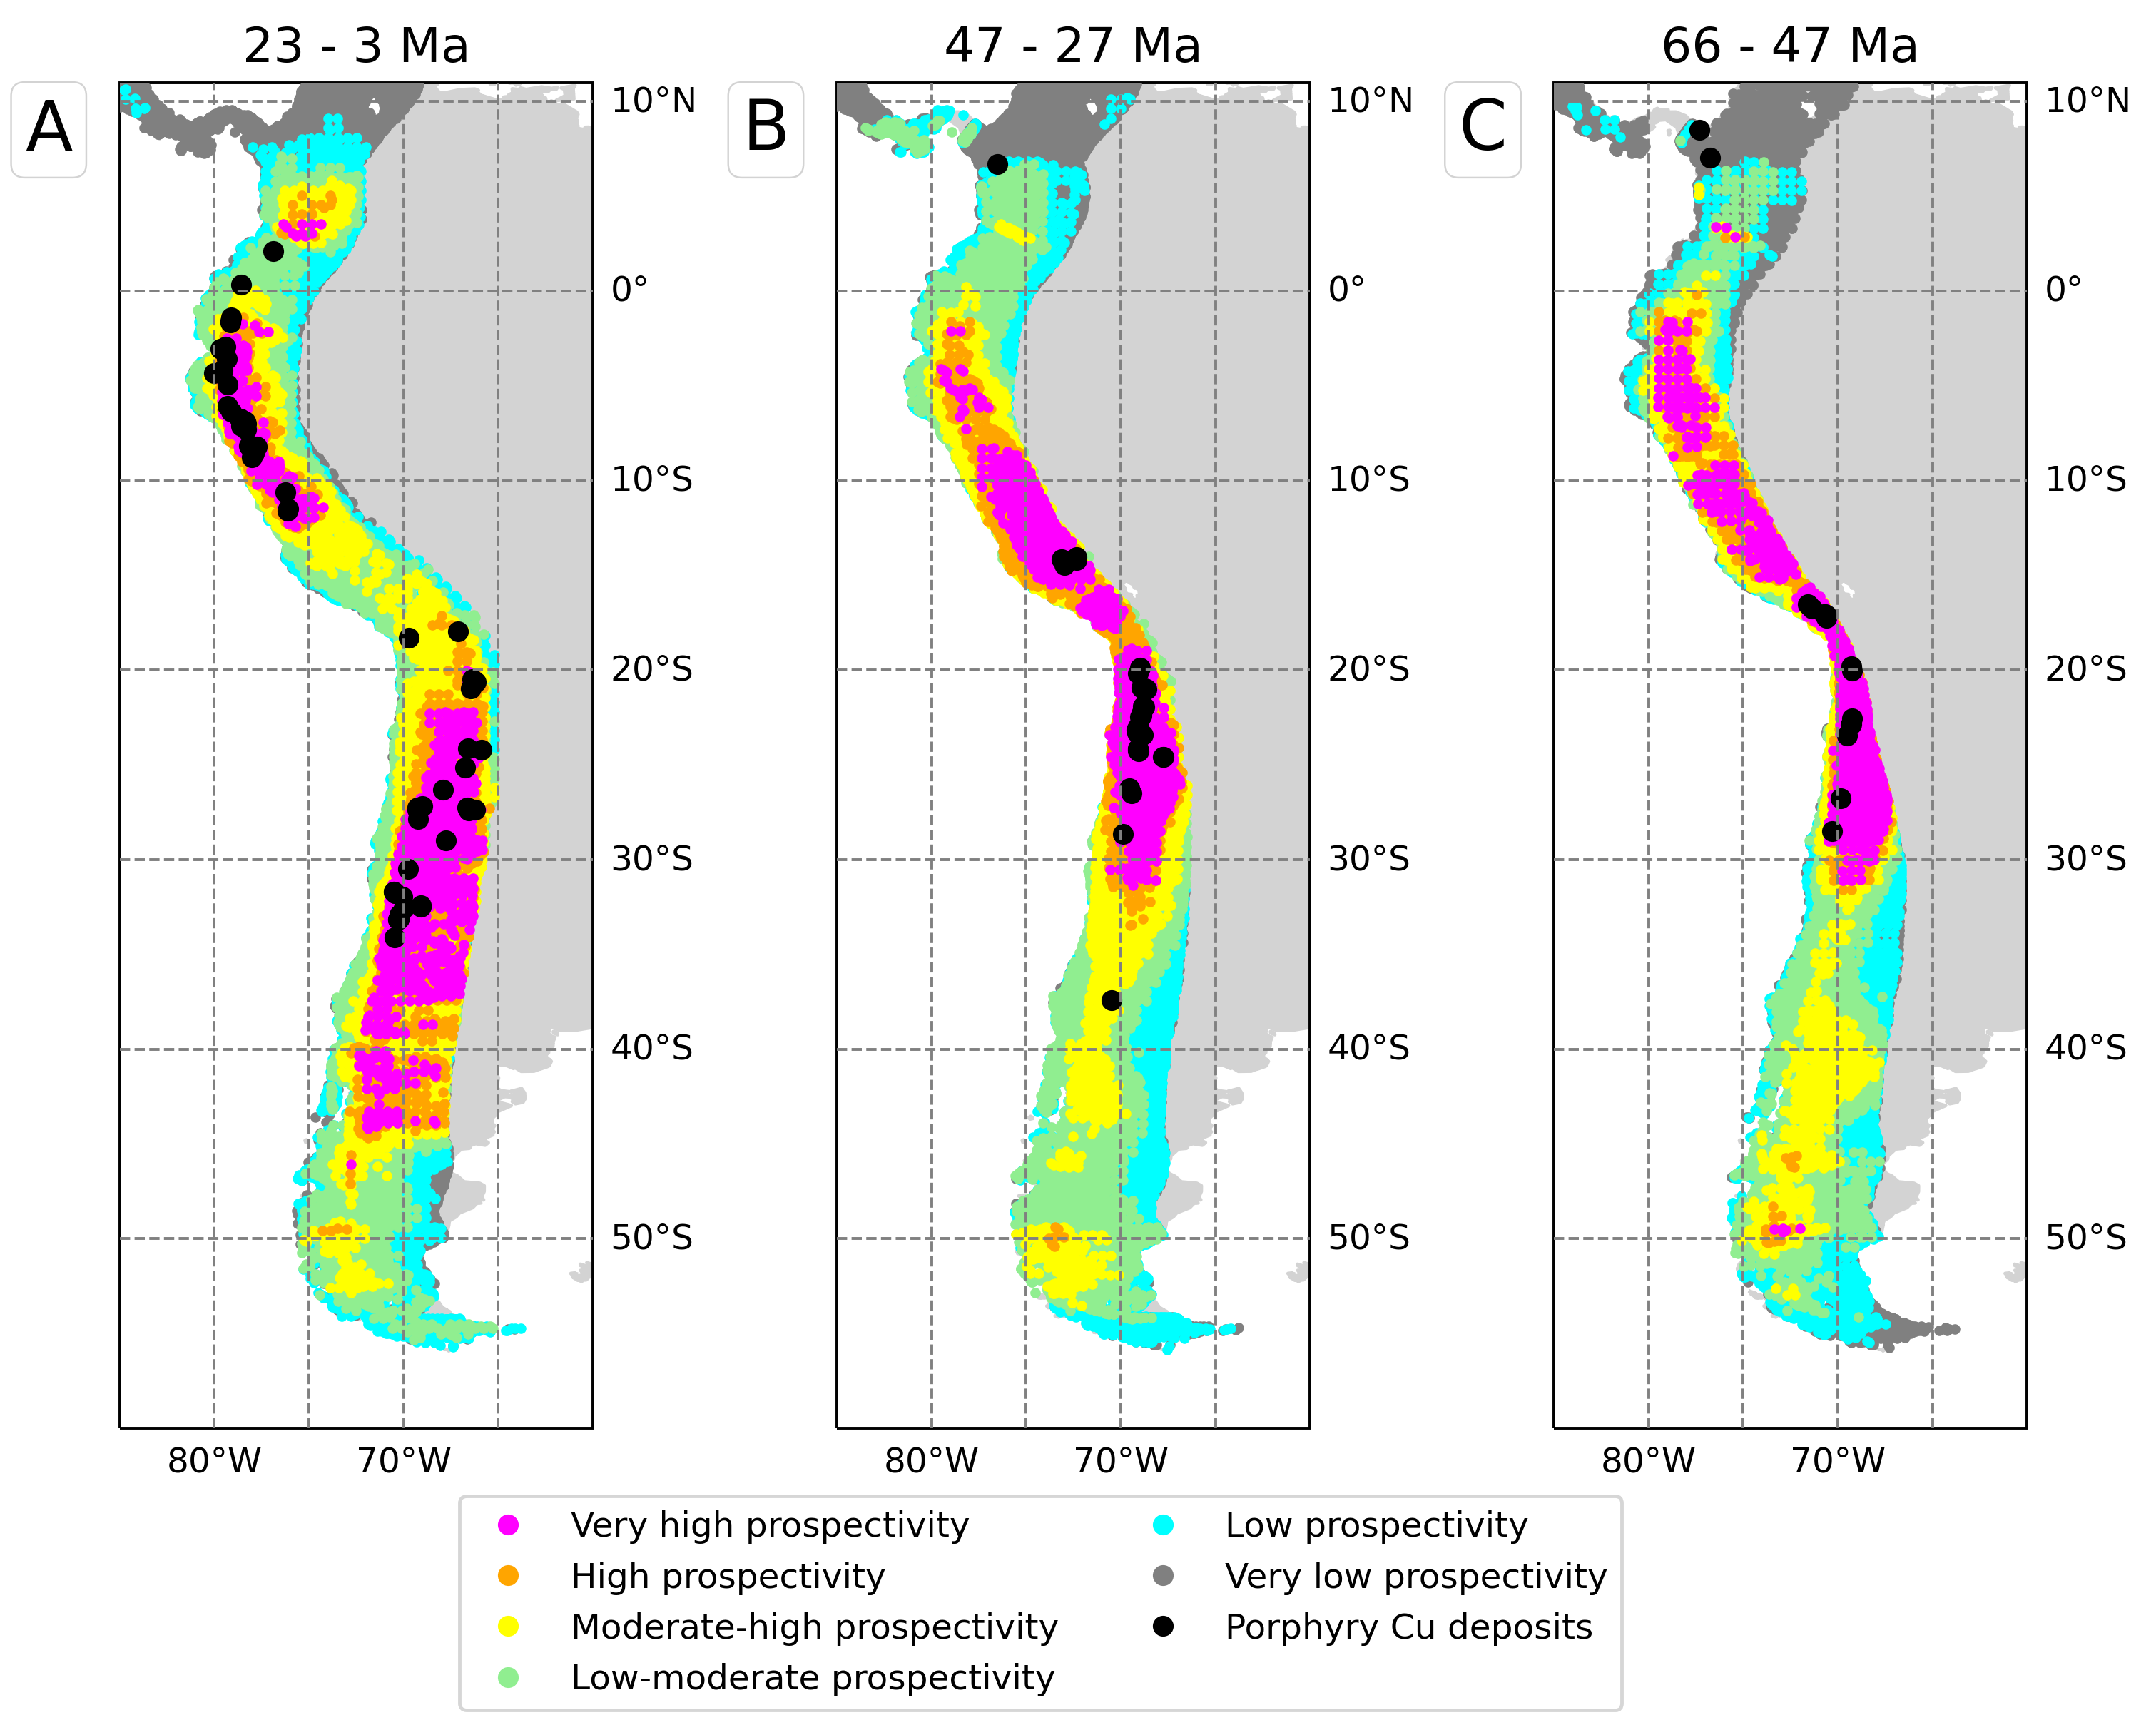 23 - 3 Ma
47 - 27 Ma
66 - 47 Ma
A
B
C
10°N
0°
10°S
20°S
30°S
40°S
50°S
80°W 70°W
10°N
0°
10°S
20°S
30°S
40°S
50°S
80°W 70°W
10°N
0°
10°S
20°S
30°S
40°S
50°S
80°W 70°W
Very high prospectivity
High prospectivity
Moderate-high prospectivity
Low-moderate prospectivity
Low prospectivity
Very low prospectivity
Porphyry Cu deposits